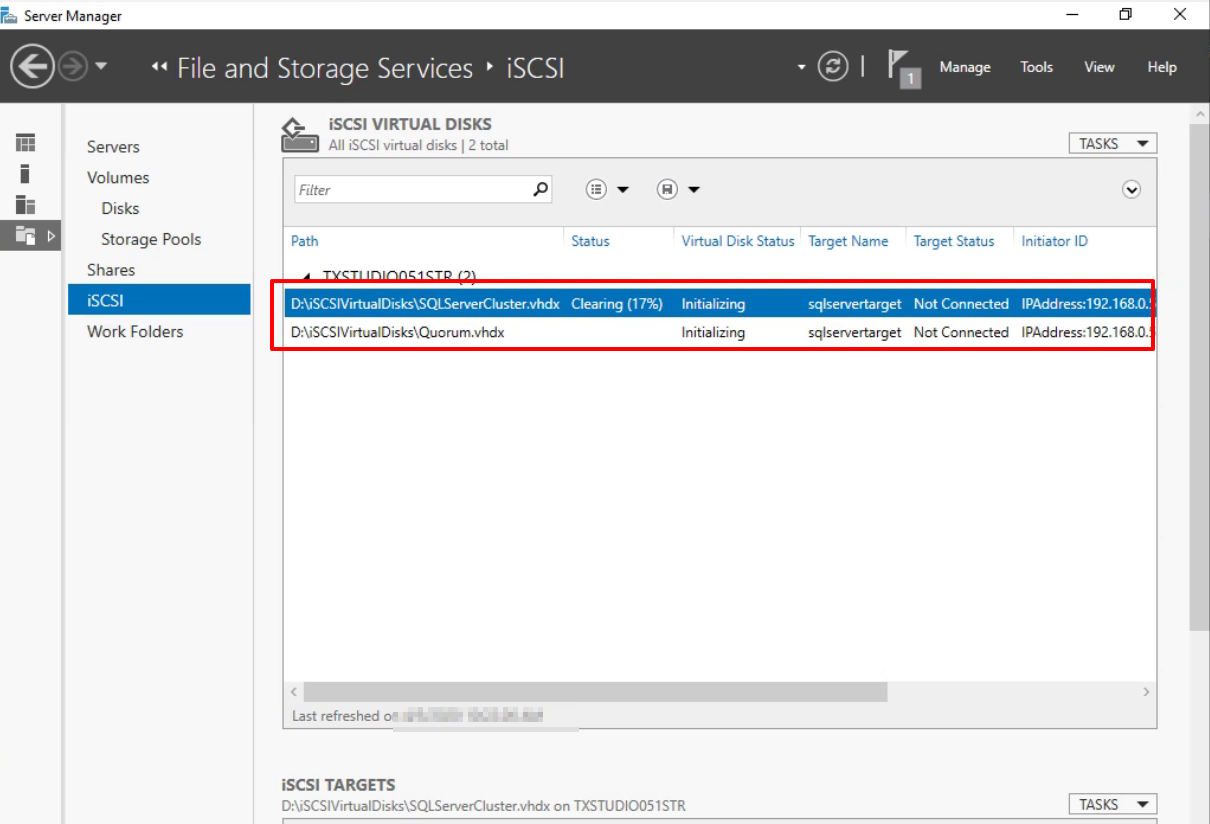 Server Manager
File and Storage Services iSCSI
1
Manage Tools View Help
Servers
Volumes
Disks
Storage Pools
Shares
iSCSI
Work Folders
iSCSI VIRTUAL DISKS
All iSCSI virtual disks | 2 total
TASKS
Filter
Path Status Virtual Disk Status Target Name Target Status Initiator ID
TXSTUDIO051STR (2)
D:\iSCSIVirtualDisks\SQLServerCluster.vhdx Clearing (17%) Initializing sqlservertarget Not Connected IPAddress:192.168.0.5
D:\iSCSIVirtualDisks\Quorum.vhdx Initializing sqlservertarget Not Connected IPAddress:192.168.0.5
Last refreshed on
iSCSI TARGETS
D:\iSCSIVirtualDisks\SQLServerCluster.vhdx on TXSTUDIO051STR
TASKS